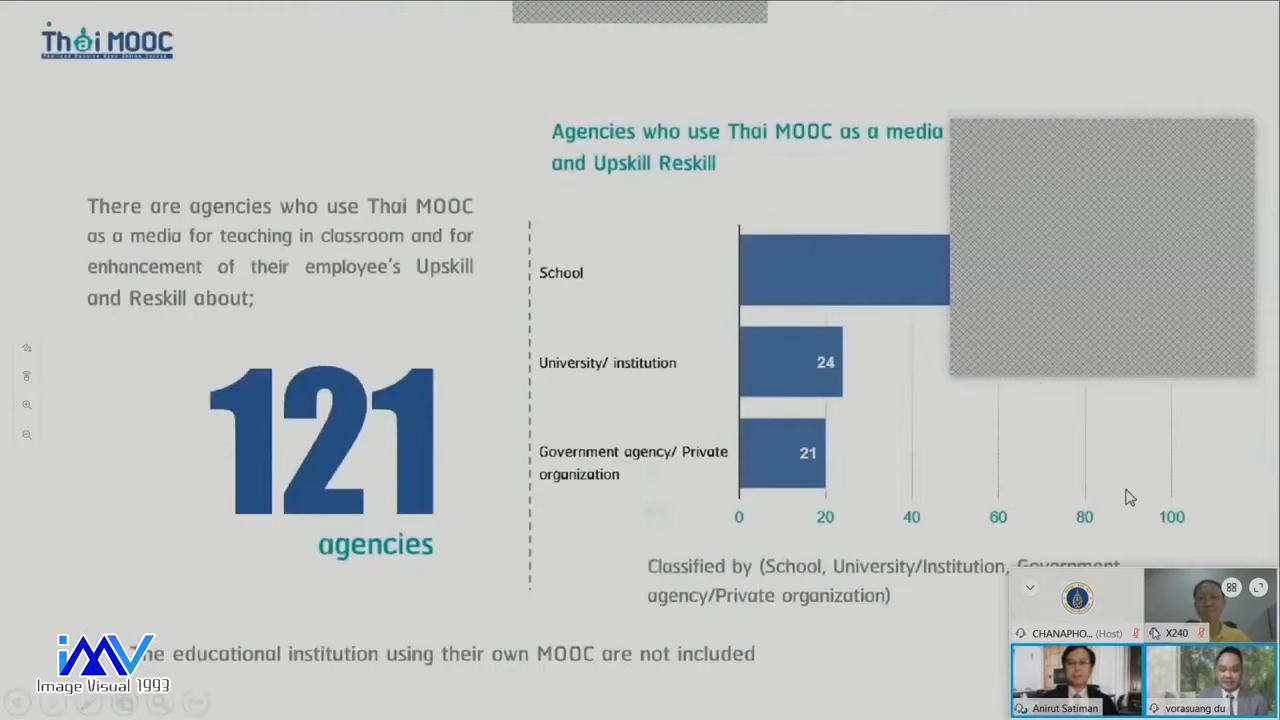 Thai MOOC
Agencies who use Thai MOOC as a media
and Upskill Reskill
There are agencies who use Thai MOOC
as a media for teaching in classroom and for
enhancement of their employee's Upskill
and Reskill about;
121
agencies
School
University/ institution
24
Government agency/ Private
organization
21
0 20 40 60 80 100
Classified by (School, University/Institution, Government
agency/Private organization)
The educational institution using their own MOOC are not included
iMV
Image Visual 1993
CHANAPHO... (Host)
X240
Anirut Satiman
vorasuang du